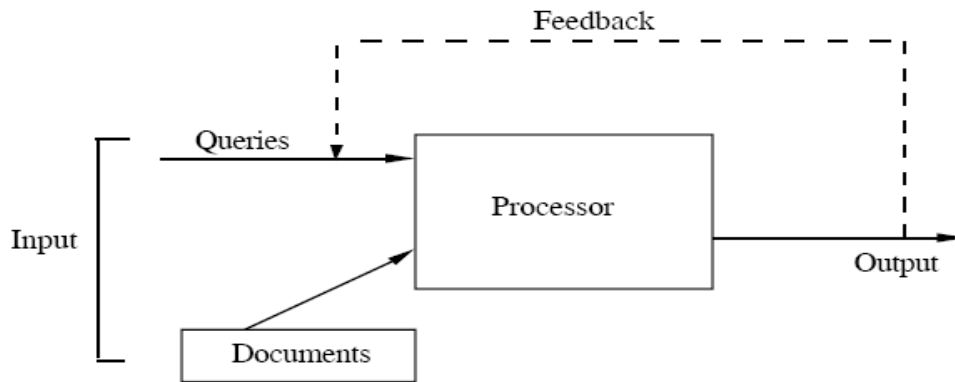 Feedback
Queries
Processor
Input
Output
Documents